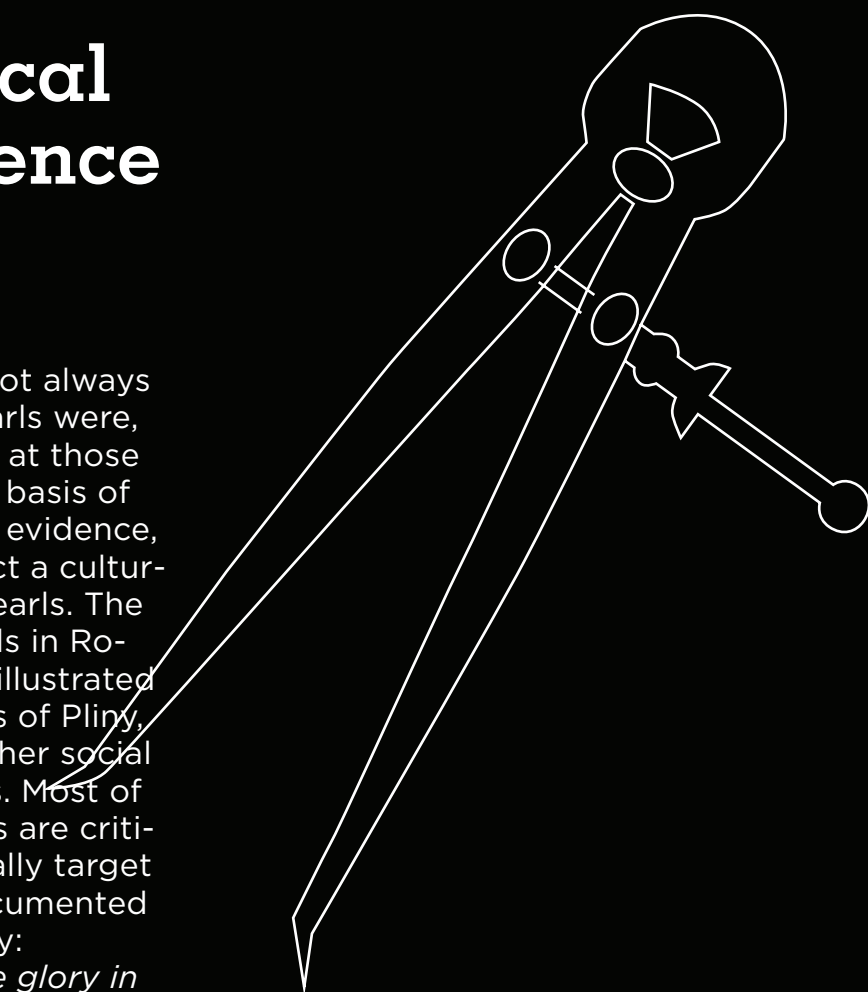 cal
ence
ot always
arls were,
at those
basis of
evidence,
ct a cultur-
earls. The
ls in Ro-
illustrated
s of Pliny,
her social
s. Most of
s are criti-
ally target
cumented
y:
e glory in